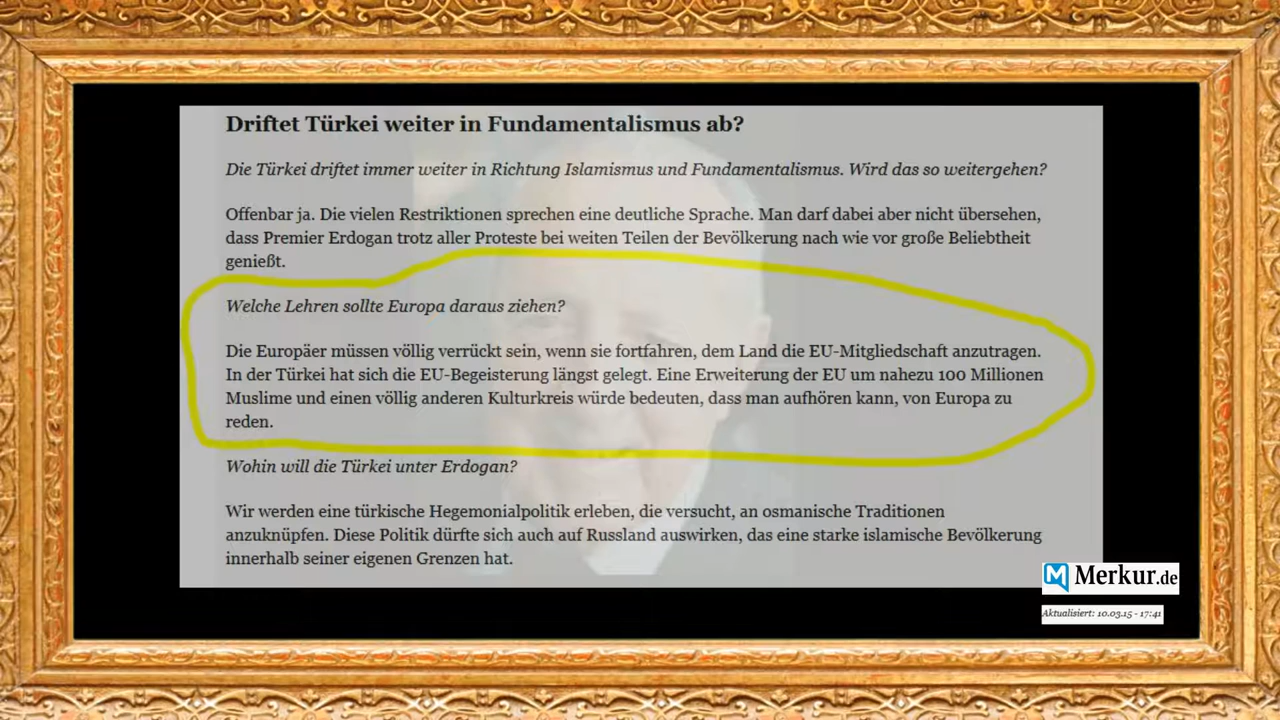 Driftet Türkei weiter in Fundamentalismus ab?
Die Türkei driftet immer weiter in Richtung Islamismus und Fundamentalismus. Wird das so weitergehen?
Offenbar ja. Die vielen Restriktionen sprechen eine deutliche Sprache. Man darf dabei aber nicht übersehen,
dass Premier Erdogan trotz aller Proteste bei weiten Teilen der Bevölkerung nach wie vor große Beliebtheit
genießt.
Welche Lehren sollte Europa daraus ziehen?
Die Europäer müssen völlig verrückt sein, wenn sie fortfahren, dem Land die EU-Mitgliedschaft anzutragen.
In der Türkei hat sich die EU-Begeisterung längst gelegt. Eine Erweiterung der EU um nahezu 100 Millionen
Muslime und einen völlig anderen Kulturkreis würde bedeuten, dass man aufhören kann, von Europa zu
reden.
Wohin will die Türkei unter Erdogan?
Wir werden eine türkische Hegemonialpolitik erleben, die versucht, an osmanische Traditionen
anzuknüpfen. Diese Politik dürfte sich auch auf Russland auswirken, das eine starke islamische Bevölkerung
innerhalb seiner eigenen Grenzen hat.
Merkur.de
Aktualisiert: 10.03.15 - 17:41